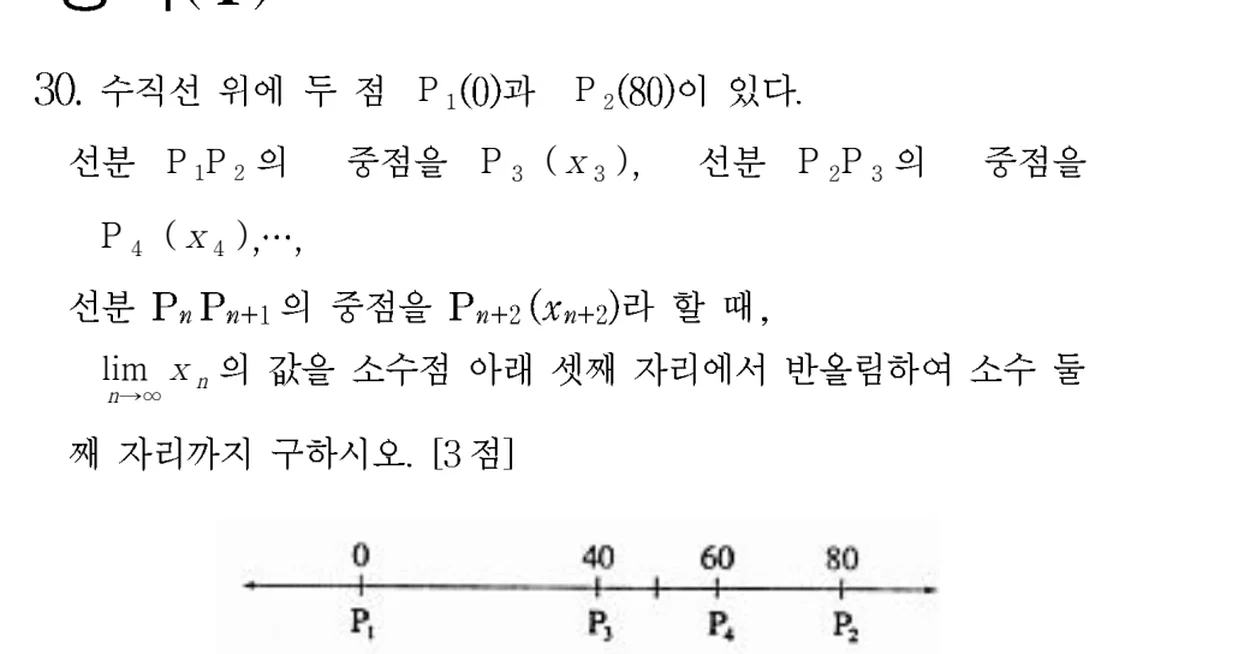 30. 수직선 위에 두 점 P₁(0)과 P₂(80)이 있다.
선분 P₁P₂의 중점을 P₃(x₃), 선분 P₂P₃의 중점을
P₄(x₄),⋯,
선분 PₙPₙ₊₁의 중점을 Pₙ₊₂(xₙ₊₂)라 할 때,
lim xₙ의 값을 소수점 아래 셋째 자리에서 반올림하여 소수 둘
n→∞
째 자리까지 구하시오. [3점]
0 40 60 80
P₁ P₃ P₄ P₂